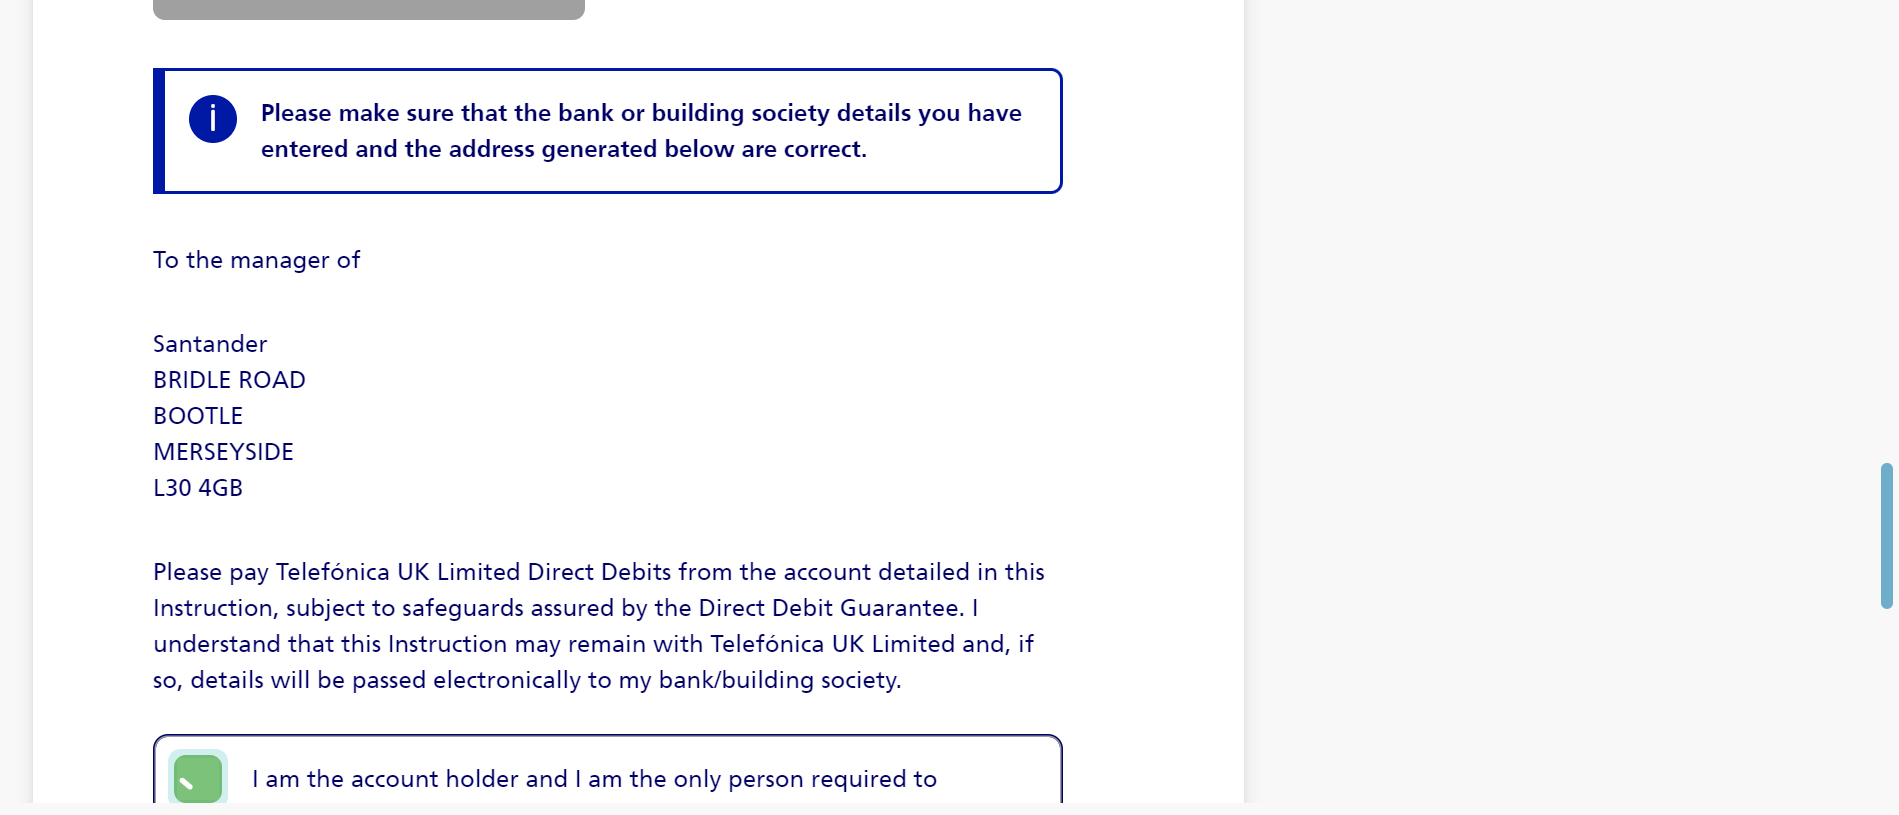 Please make sure that the bank or building society details you have
entered and the address generated below are correct.
To the manager of
Santander
BRIDLE ROAD
BOOTLE
MERSEYSIDE
L30 4GB
Please pay Telefónica UK Limited Direct Debits from the account detailed in this
Instruction, subject to safeguards assured by the Direct Debit Guarantee. I
understand that this Instruction may remain with Telefónica UK Limited and, if
so, details will be passed electronically to my bank/building society.
I am the account holder and I am the only person required to